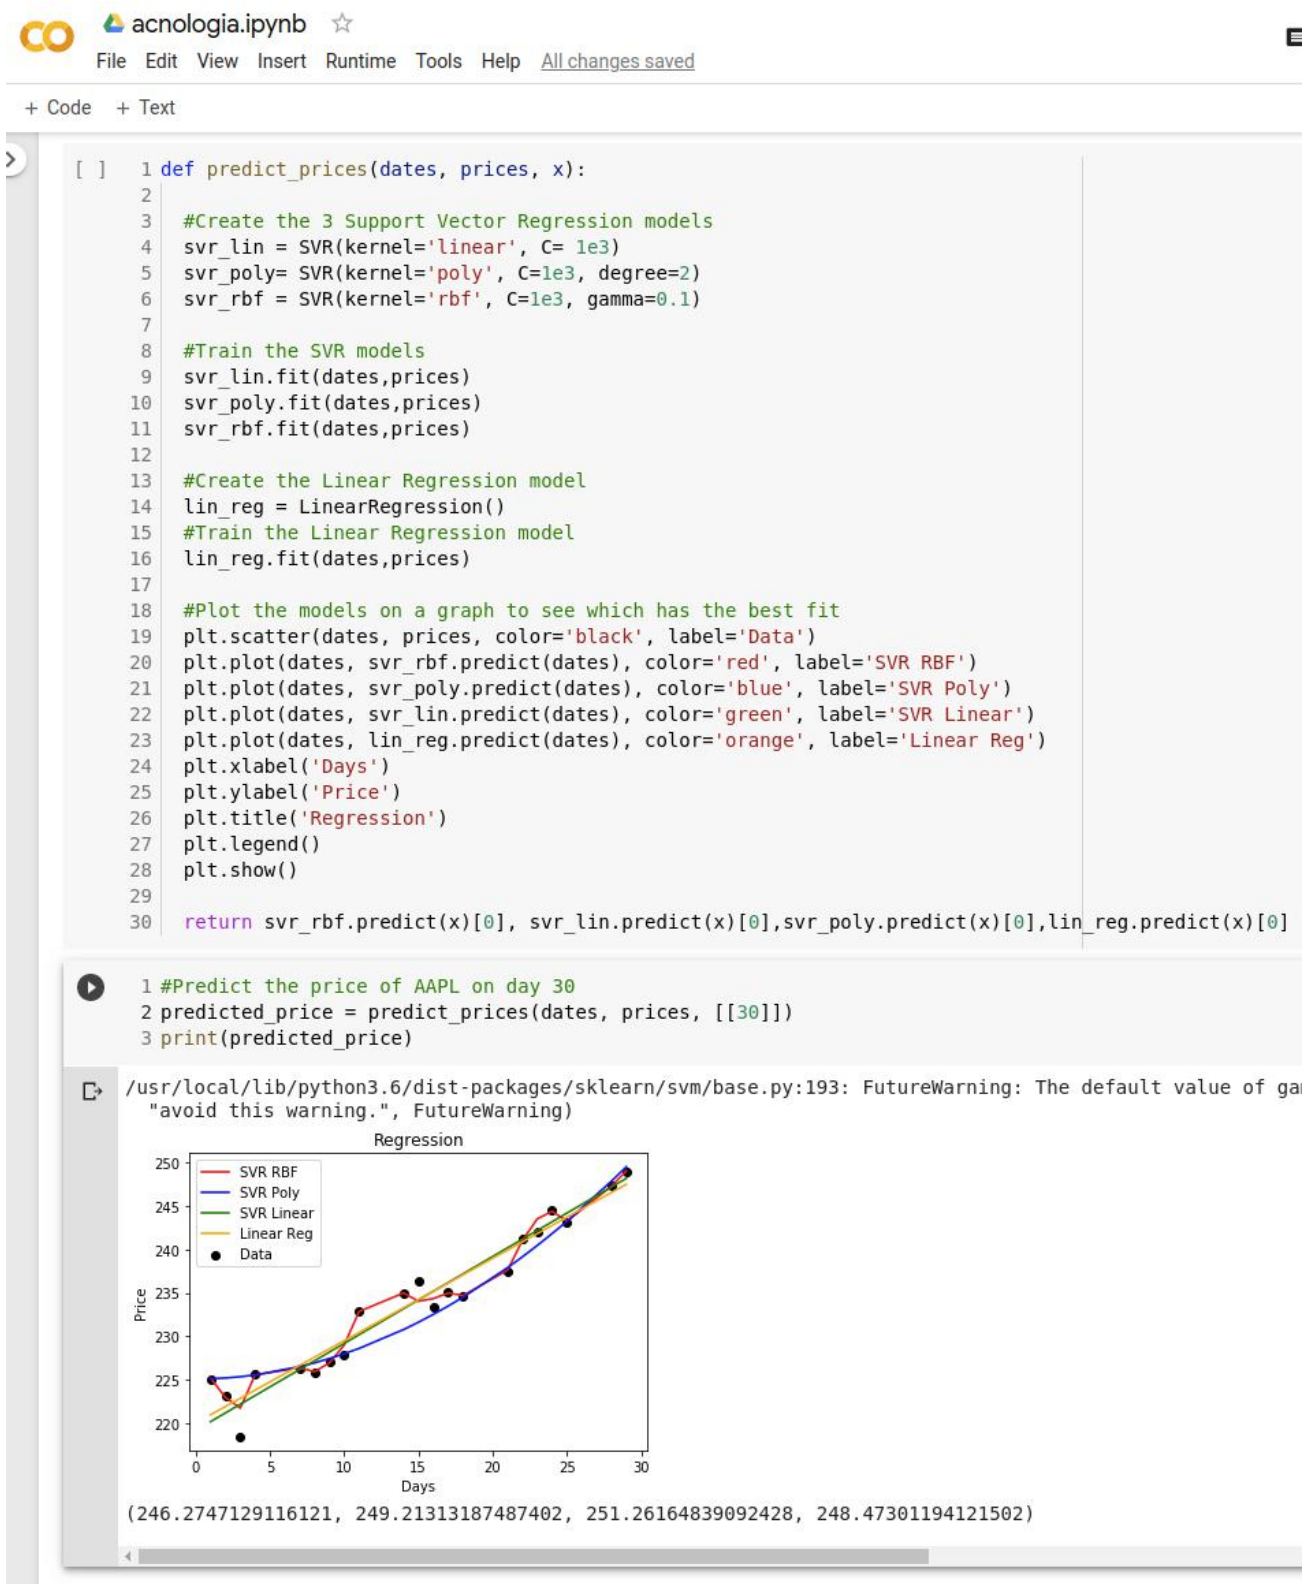 acnologia.ipynb
File Edit View Insert Runtime Tools Help All changes saved
+ Code + Text
[ ] 1 def predict_prices(dates, prices, x):
2
3 #Create the 3 Support Vector Regression models
4 svr_lin = SVR(kernel='linear', C= 1e3)
5 svr_poly= SVR(kernel='poly', C=1e3, degree=2)
6 svr_rbf = SVR(kernel='rbf', C=1e3, gamma=0.1)
7
8 #Train the SVR models
9 svr_lin.fit(dates,prices)
10 svr_poly.fit(dates,prices)
11 svr_rbf.fit(dates,prices)
12
13 #Create the Linear Regression model
14 lin_reg = LinearRegression()
15 #Train the Linear Regression model
16 lin_reg.fit(dates,prices)
17
18 #Plot the models on a graph to see which has the best fit
19 plt.scatter(dates, prices, color='black', label='Data')
20 plt.plot(dates, svr_rbf.predict(dates), color='red', label='SVR RBF')
21 plt.plot(dates, svr_poly.predict(dates), color='blue', label='SVR Poly')
22 plt.plot(dates, svr_lin.predict(dates), color='green', label='SVR Linear')
23 plt.plot(dates, lin_reg.predict(dates), color='orange', label='Linear Reg')
24 plt.xlabel('Days')
25 plt.ylabel('Price')
26 plt.title('Regression')
27 plt.legend()
28 plt.show()
29
30 return svr_rbf.predict(x)[0], svr_lin.predict(x)[0],svr_poly.predict(x)[0],lin_reg.predict(x)[0]
1 #Predict the price of AAPL on day 30
2 predicted_price = predict_prices(dates, prices, [[30]])
3 print(predicted_price)
/usr/local/lib/python3.6/dist-packages/sklearn/svm/base.py:193: FutureWarning: The default value of
"avoid this warning.", FutureWarning)
Regression
SVR RBF
SVR Poly
SVR Linear
Linear Reg
Data
250
245
240
235
230
225
220
Price
0 5 10 15 20 25 30
Days
(246.2747129116121, 249.21313187487402, 251.26164839092428, 248.47301194121502)